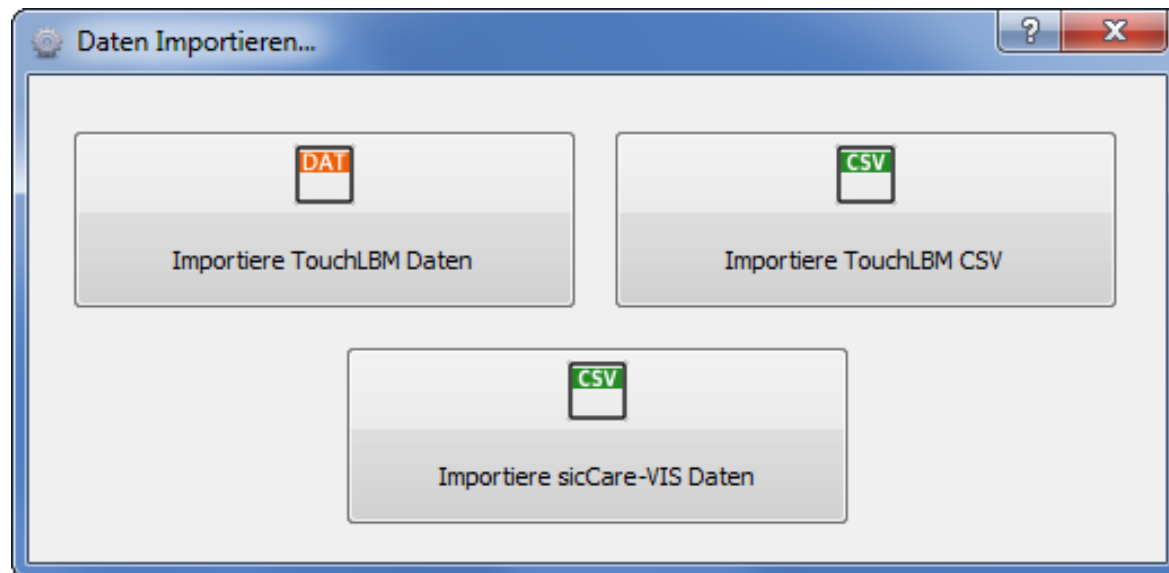 Daten Importieren...
DAT
Importiere TouchLBM Daten
CSV
Importiere TouchLBM CSV
CSV
Importiere sicCare-VIS Daten